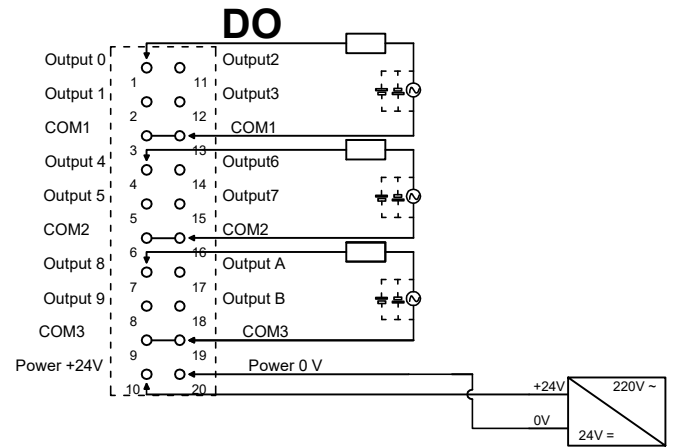 DO
Output 0 Output2
1 11
Output 1 Output3
2 12
COM1 COM1
3 13
Output 4 Output6
4 14
Output 5 Output7
5 15
COM2 COM2
6 16
Output 8 Output A
7 17
Output 9 Output B
8 18
COM3 COM3
9 19
Power +24V Power 0 V
10 20
+24V 220V ~
0V
24V =